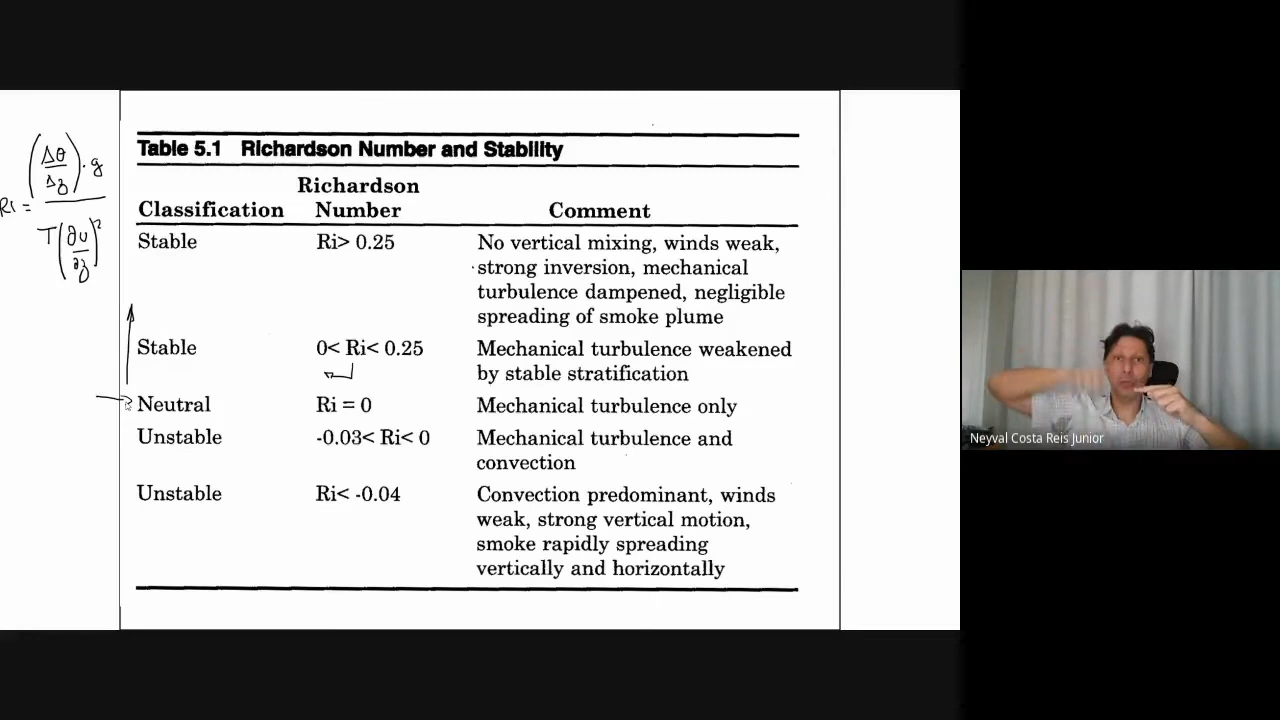 Ri = (Δθ/Δz) · g / T(∂u/∂z)²
Table 5.1 Richardson Number and Stability
Richardson
Classification Number Comment
Stable Ri> 0.25 No vertical mixing, winds weak,
strong inversion, mechanical
turbulence dampened, negligible
spreading of smoke plume
Stable 0< Ri< 0.25 Mechanical turbulence weakened
by stable stratification
Neutral Ri = 0 Mechanical turbulence only
Unstable -0.03< Ri< 0 Mechanical turbulence and
convection
Unstable Ri< -0.04 Convection predominant, winds
weak, strong vertical motion,
smoke rapidly spreading
vertically and horizontally
Neyval Costa Reis Junior